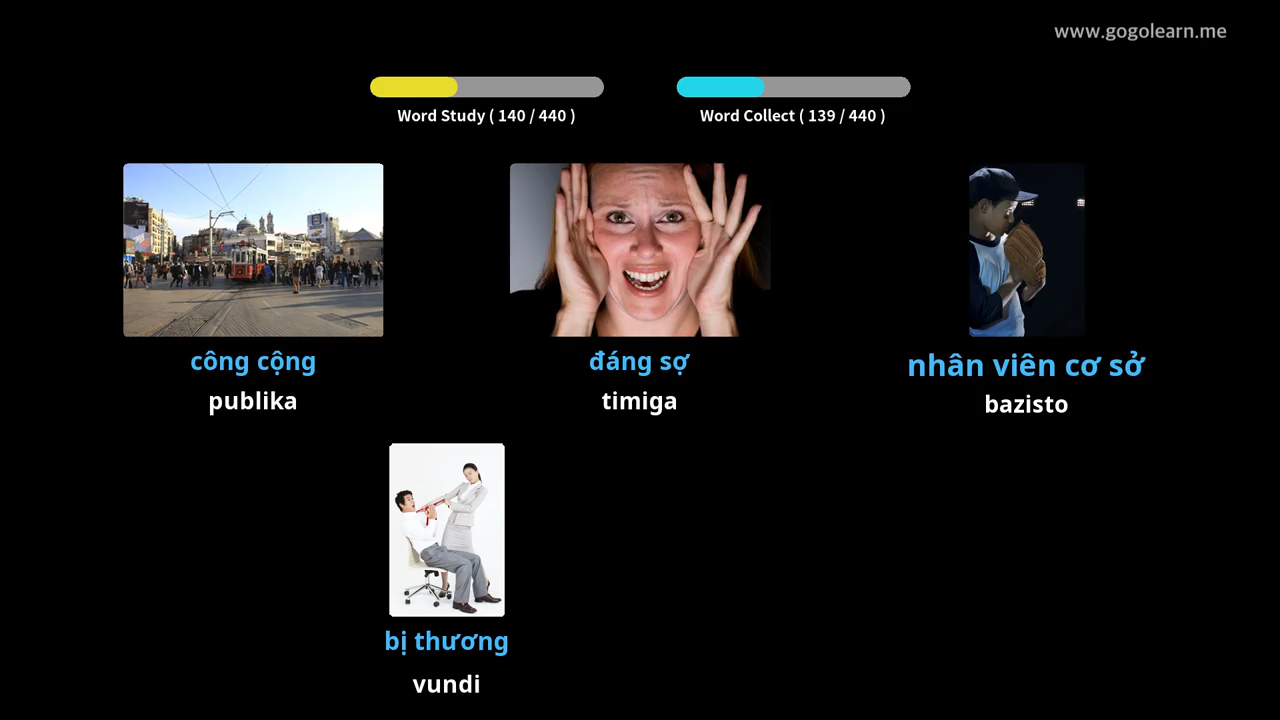 www.gogolearn.me
Word Study ( 140 / 440 )
Word Collect ( 139 / 440 )
công cộng
publika
đáng sợ
timiga
nhân viên cơ sở
bazisto
bị thương
vundi